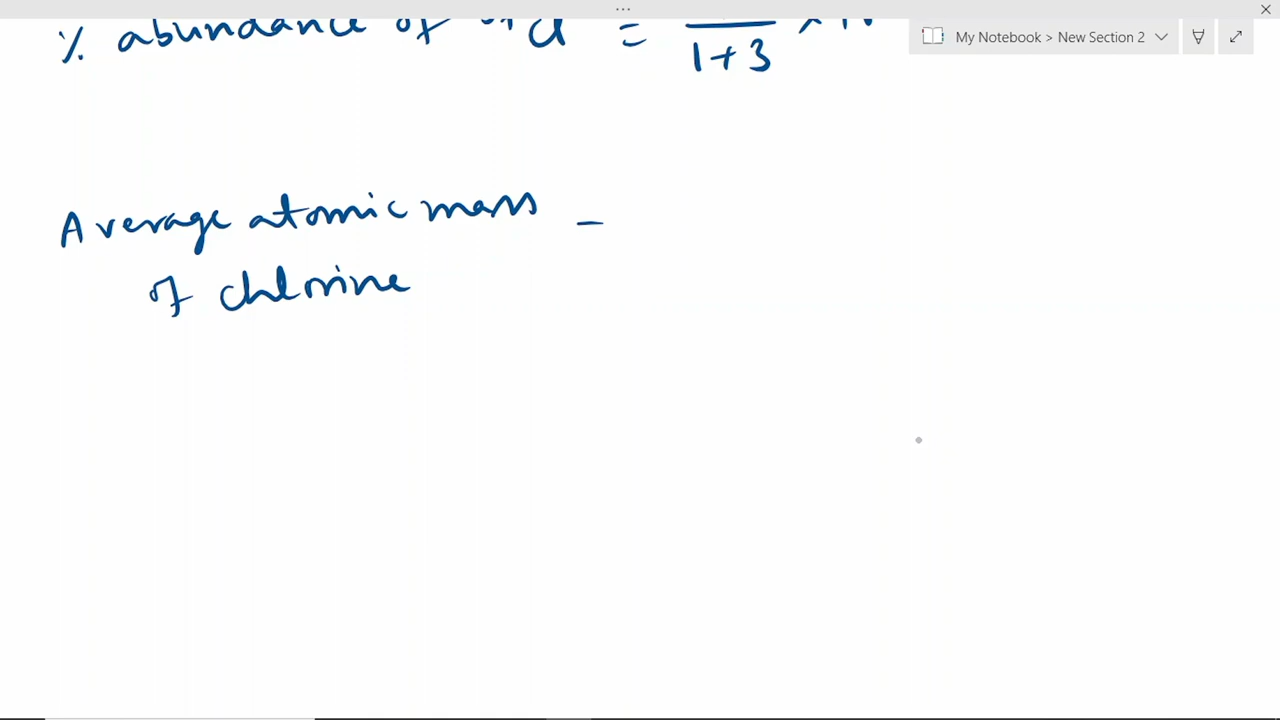 % abundance of Cl =
1+3
My Notebook > New Section 2
Average atomic mass –
of chlorine